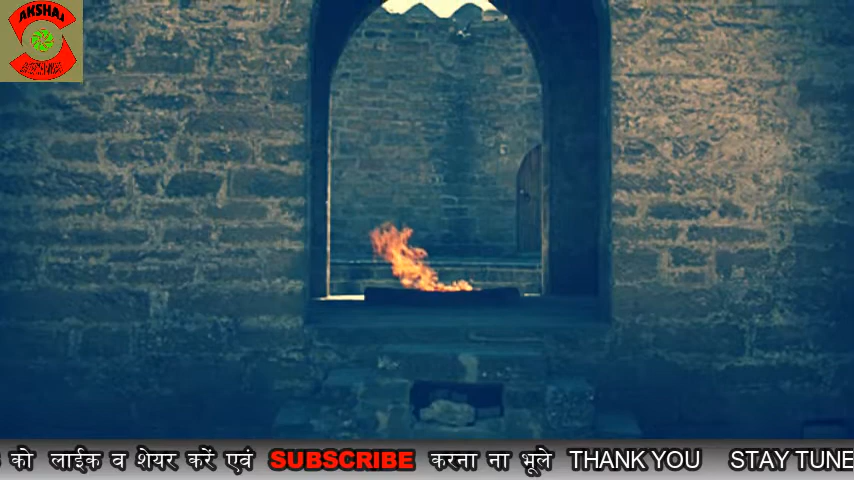 AKSHAJ
को लाईक व शेयर करें एवं SUBSCRIBE करना ना भूले THANK YOU STAY TUNE